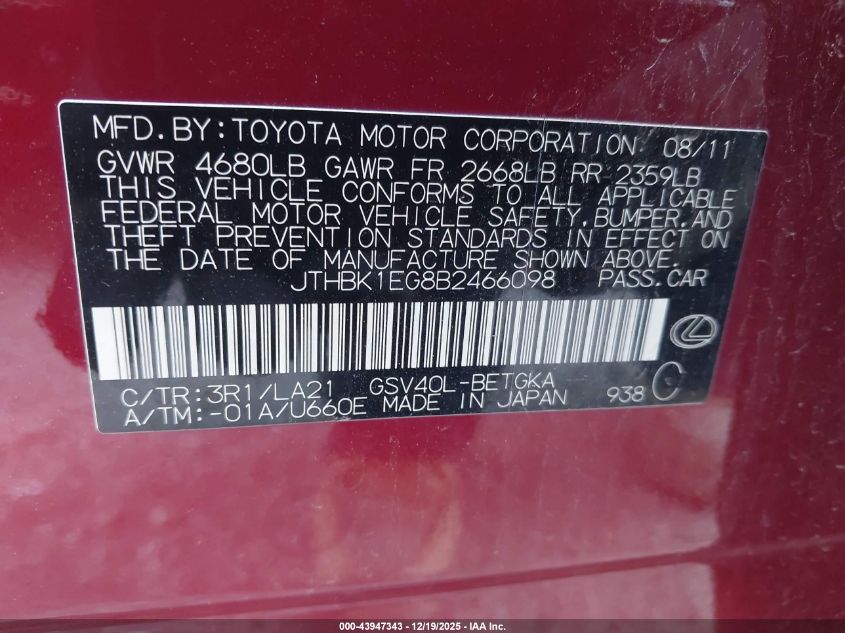 MFD.BY:TOYOTA MOTOR CORPORATION 08/11
GVWR 4680LB GAWR FR 2668LB RR 2359LB
THIS VEHICLE CONFORMS TO ALL APPLICABLE
FEDERAL MOTOR VEHICLE SAFETY,BUMPER,AND
THEFT PREVENTION STANDARDS IN EFFECT ON
THE DATE OF MANUFACTURE SHOWN ABOVE.
JTHBK1EG8B2466098 PASS.CAR
C/TR:3R1/LA21 GSV40L-BETGKA
A/TM:-01A/U660E MADE IN JAPAN 938 C
000-43947343 | 12/19/2025 - IAA Inc.